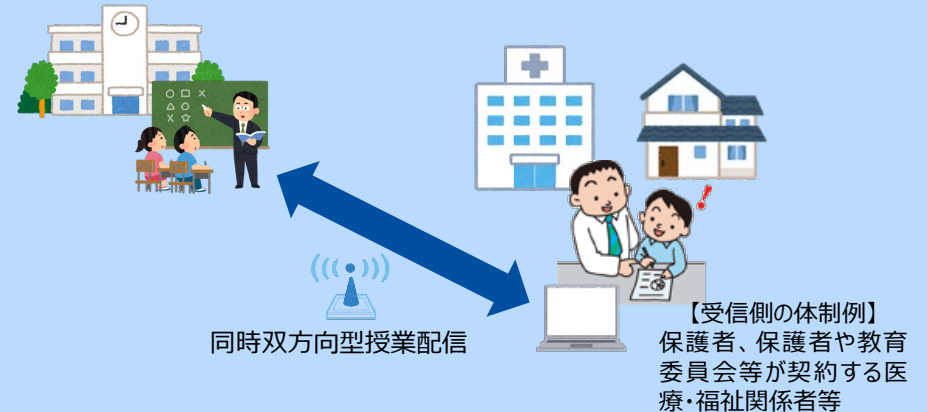 同時双方向型授業配信
【受信側の体制例】
保護者、保護者や教育
委員会等が契約する医
療・福祉関係者等